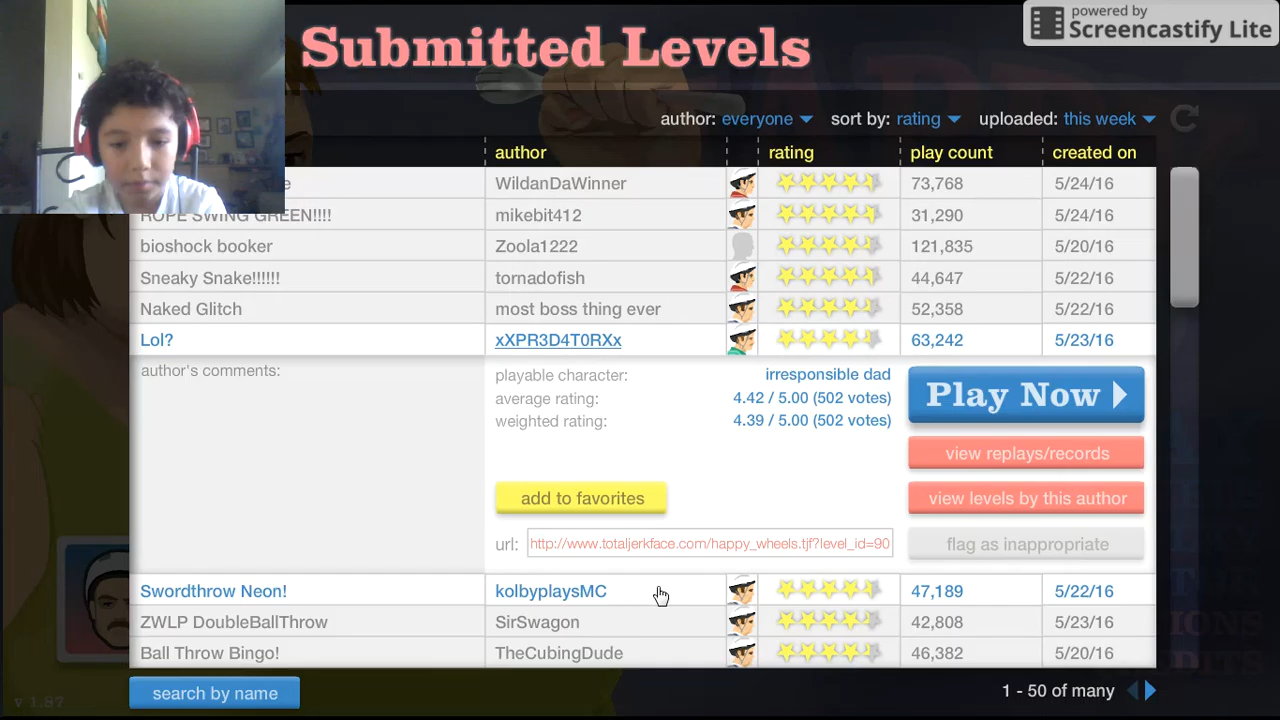 Submitted Levels
powered by
Screencastify Lite
author: everyone sort by: rating uploaded: this week
author rating play count created on
e WildanDaWinner 73,768 5/24/16
ROPE SWING GREEN!!!! mikebit412 31,290 5/24/16
bioshock booker Zoola1222 121,835 5/20/16
Sneaky Snake!!!!!! tornadofish 44,647 5/22/16
Naked Glitch most boss thing ever 52,358 5/22/16
Lol? xXPR3D4T0RXx 63,242 5/23/16
author's comments: playable character: irresponsible dad
average rating: 4.42 / 5.00 (502 votes)
weighted rating: 4.39 / 5.00 (502 votes)
Play Now
view replays/records
add to favorites view levels by this author
url: http://www.totaljerkface.com/happy_wheels.tjf?level_id=90 flag as inappropriate
Swordthrow Neon! kolbyplaysMC 47,189 5/22/16
ZWLP DoubleBallThrow SirSwagon 42,808 5/23/16
Ball Throw Bingo! TheCubingDude 46,382 5/20/16
search by name 1 - 50 of many
v 1.87